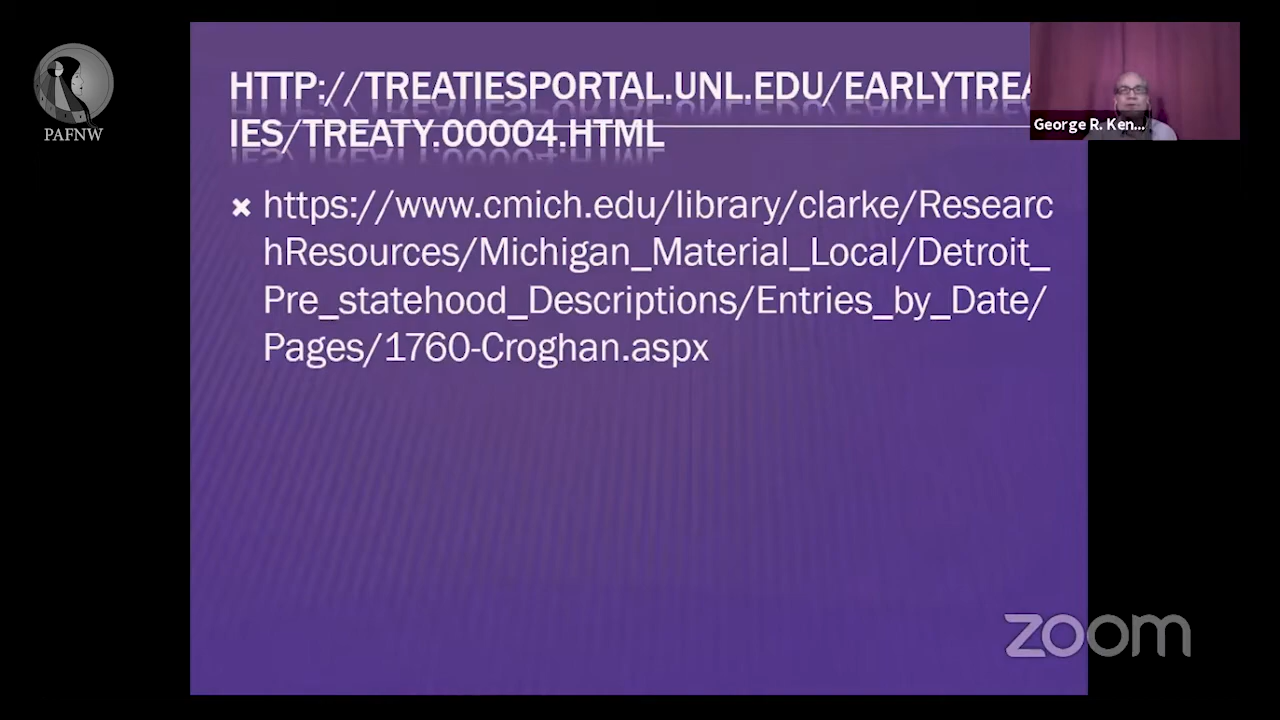 HTTP://TREATIESPORTAL.UNL.EDU/EARLYTREA
IES/TREATY.00004.HTML
George R. Ken...
PAFNW
https://www.cmich.edu/library/clarke/Researc
hResources/Michigan_Material_Local/Detroit_
Pre_statehood_Descriptions/Entries_by_Date/
Pages/1760-Croghan.aspx
zoom